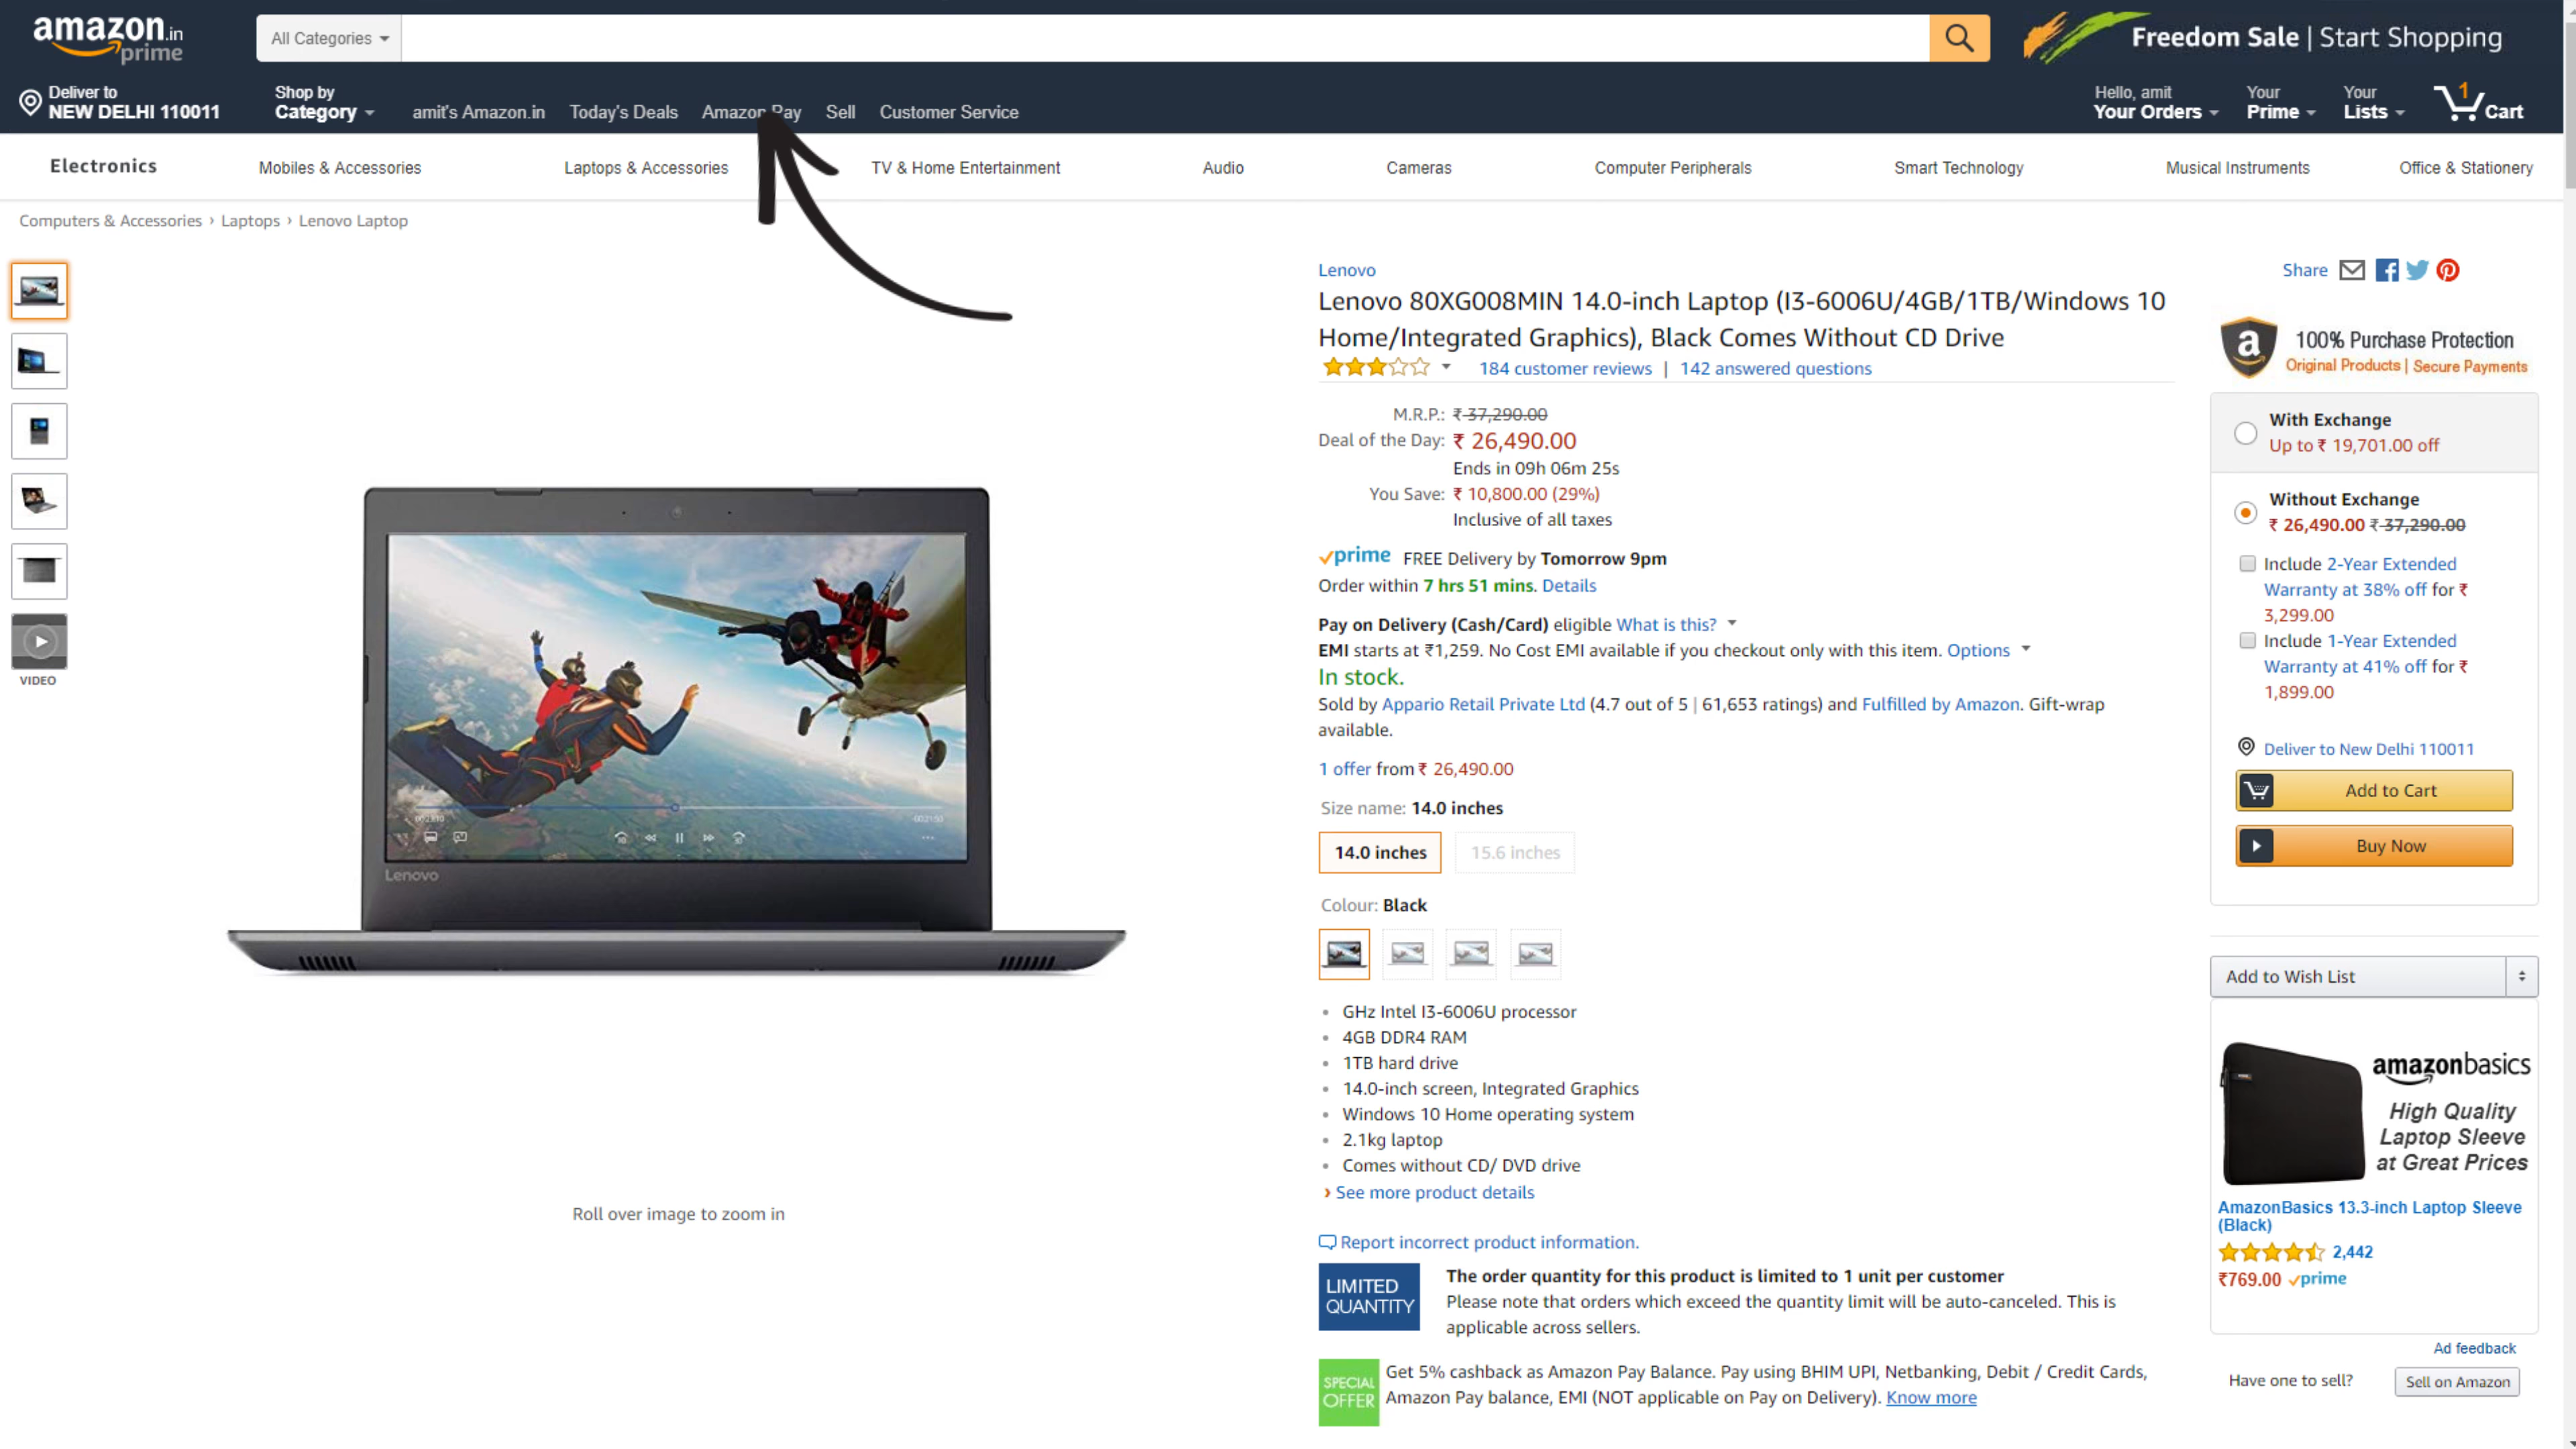 amazon.in
prime
All Categories
Freedom Sale | Start Shopping
Deliver to
NEW DELHI 110011
Shop by
Category
amit's Amazon.in
Today's Deals
Amazon Pay
Sell
Customer Service
Hello, amit
Your Orders
Your
Prime
Your
Lists
1
Cart
Electronics
Mobiles & Accessories
Laptops & Accessories
TV & Home Entertainment
Audio
Cameras
Computer Peripherals
Smart Technology
Musical Instruments
Office & Stationery
Computers & Accessories › Laptops › Lenovo Laptop
VIDEO
Lenovo
Roll over image to zoom in
Lenovo
Lenovo 80XG008MIN 14.0-inch Laptop (I3-6006U/4GB/1TB/Windows 10
Home/Integrated Graphics), Black Comes Without CD Drive
184 customer reviews | 142 answered questions
M.R.P.: ₹ 37,290.00
Deal of the Day: ₹ 26,490.00
Ends in 09h 06m 25s
You Save: ₹ 10,800.00 (29%)
Inclusive of all taxes
prime FREE Delivery by Tomorrow 9pm
Order within 7 hrs 51 mins. Details
Pay on Delivery (Cash/Card) eligible What is this?
EMI starts at ₹1,259. No Cost EMI available if you checkout only with this item. Options
In stock.
Sold by Appario Retail Private Ltd (4.7 out of 5 | 61,653 ratings) and Fulfilled by Amazon. Gift-wrap
available.
1 offer from ₹ 26,490.00
Size name: 14.0 inches
14.0 inches
15.6 inches
Colour: Black
GHz Intel I3-6006U processor
4GB DDR4 RAM
1TB hard drive
14.0-inch screen, Integrated Graphics
Windows 10 Home operating system
2.1kg laptop
Comes without CD/ DVD drive
› See more product details
Report incorrect product information.
LIMITED
QUANTITY
The order quantity for this product is limited to 1 unit per customer
Please note that orders which exceed the quantity limit will be auto-canceled. This is
applicable across sellers.
SPECIAL
OFFER
Get 5% cashback as Amazon Pay Balance. Pay using BHIM UPI, Netbanking, Debit / Credit Cards,
Amazon Pay balance, EMI (NOT applicable on Pay on Delivery). Know more
Share
a
100% Purchase Protection
Original Products | Secure Payments
With Exchange
Up to ₹ 19,701.00 off
Without Exchange
₹ 26,490.00 ₹ 37,290.00
Include 2-Year Extended
Warranty at 38% off for ₹
3,299.00
Include 1-Year Extended
Warranty at 41% off for ₹
1,899.00
Deliver to New Delhi 110011
Add to Cart
Buy Now
Add to Wish List
amazonbasics
High Quality
Laptop Sleeve
at Great Prices
AmazonBasics 13.3-inch Laptop Sleeve
(Black)
2,442
₹769.00 prime
Ad feedback
Have one to sell?
Sell on Amazon